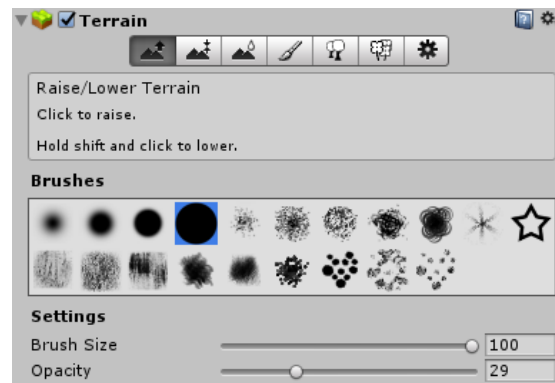 Terrain
Raise/Lower Terrain
Click to raise.
Hold shift and click to lower.
Brushes
Settings
Brush Size 100
Opacity 29